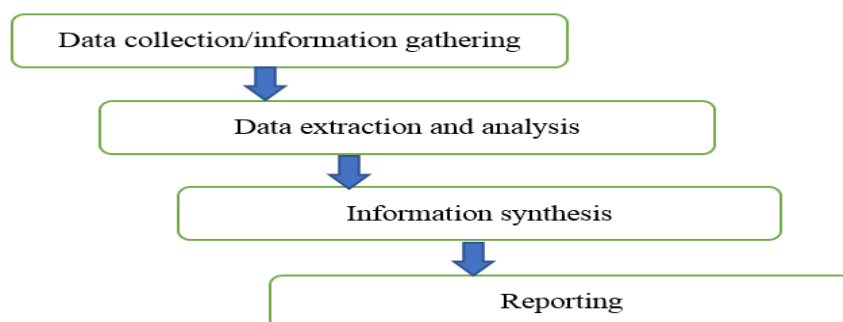 Data collection/information gathering
Data extraction and analysis
Information synthesis
Reporting